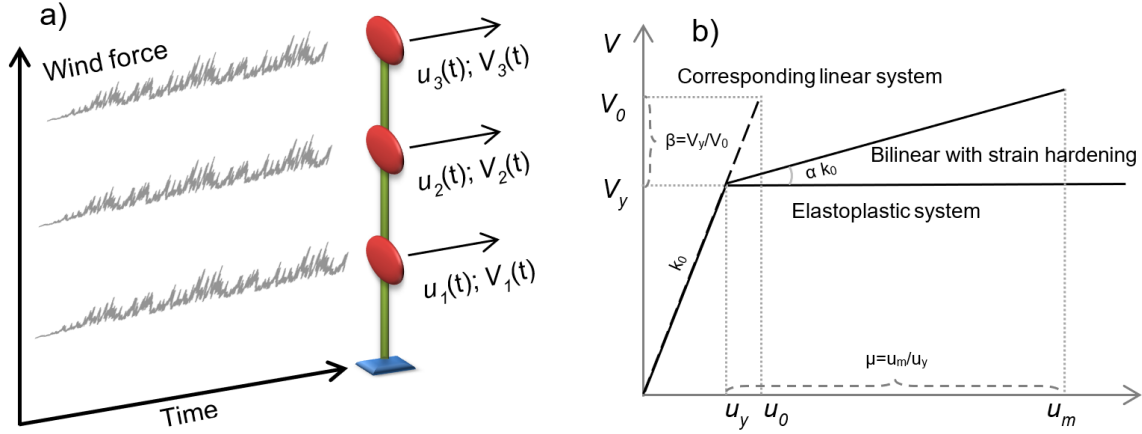 a)
Wind force
u3(t); V3(t)
u2(t); V2(t)
u1(t); V1(t)
Time
b)
V
Corresponding linear system
V0
β=Vy/V0
Bilinear with strain hardening
α k0
Vy
Elastoplastic system
k0
μ=um/uy
uy u0 um